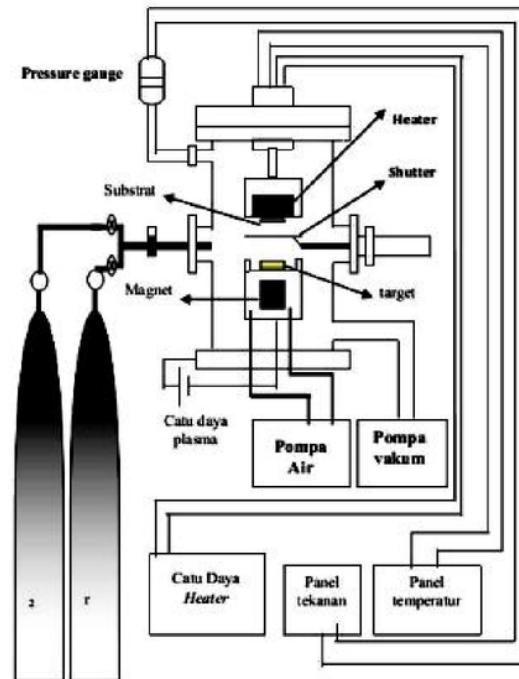 Pressure gauge
Heater
Substrat
Shutter
Magnet
target
Catu daya
plasma
Pompa
Air
Pompa
vakum
2
r
Catu Daya
Heater
Panel
tekanan
Panel
temperatur